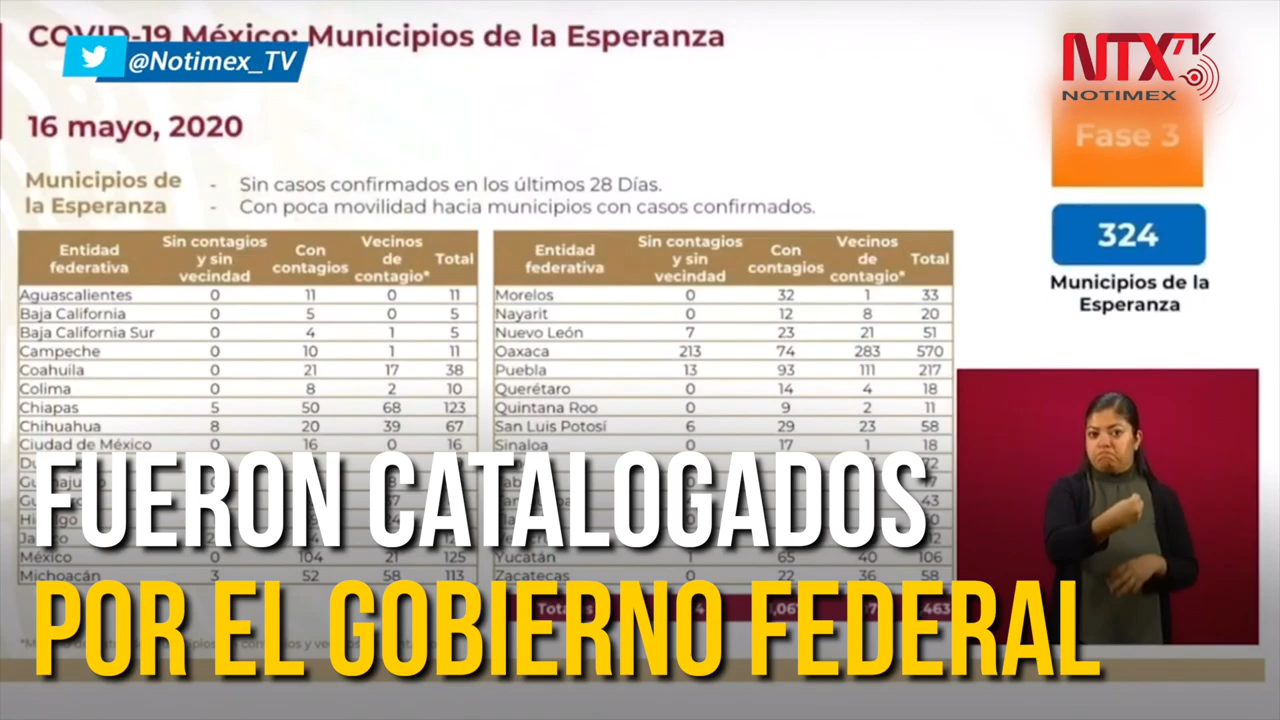 COVID-19 México: Municipios de la Esperanza
@Notimex_TV
NTX TV
NOTIMEX
16 mayo, 2020
Fase 3
Municipios de la Esperanza
- Sin casos confirmados en los últimos 28 Días.
- Con poca movilidad hacia municipios con casos confirmados.
324
Municipios de la
Esperanza
Entidad federativa Sin contagios y sin vecindad Con contagios Vecinos de contagio* Total
Aguascalientes 0 11 0 11
Baja California 0 5 0 5
Baja California Sur 0 4 1 5
Campeche 0 10 1 11
Coahuila 0 21 17 38
Colima 0 8 2 10
Chiapas 5 50 68 123
Chihuahua 8 20 39 67
Ciudad de México 0 16 0 16
México 0 104 21 125
Michoacán 3 52 58 113
Entidad federativa Sin contagios y sin vecindad Con contagios Vecinos de contagio* Total
Morelos 0 32 1 33
Nayarit 0 12 8 20
Nuevo León 7 23 21 51
Oaxaca 213 74 283 570
Puebla 13 93 111 217
Querétaro 0 14 4 18
Quintana Roo 0 9 2 11
San Luis Potosí 6 29 23 58
Sinaloa 0 17 1 18
Yucatán 1 65 40 106
Zacatecas 0 22 36 58
FUERON CATALOGADOS
POR EL GOBIERNO FEDERAL